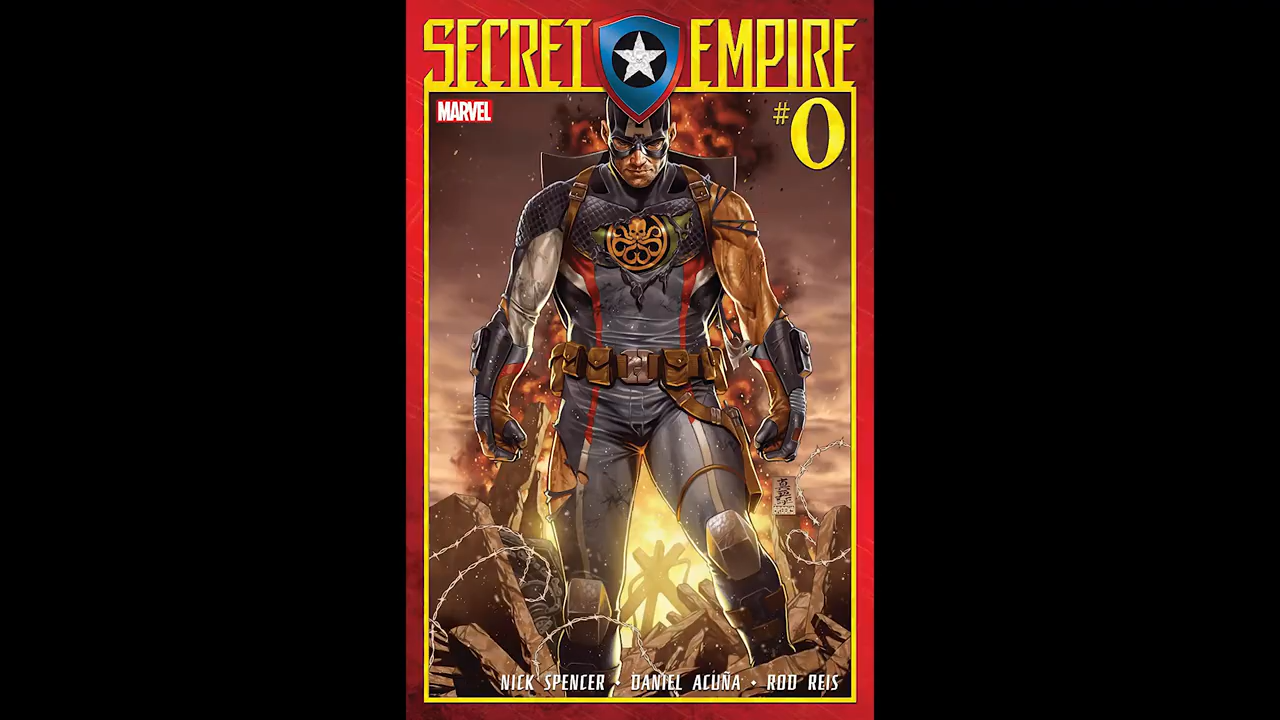 SECRET EMPIRE
MARVEL
#0
A
NICK SPENCER • DANIEL ACUÑA • ROD REIS